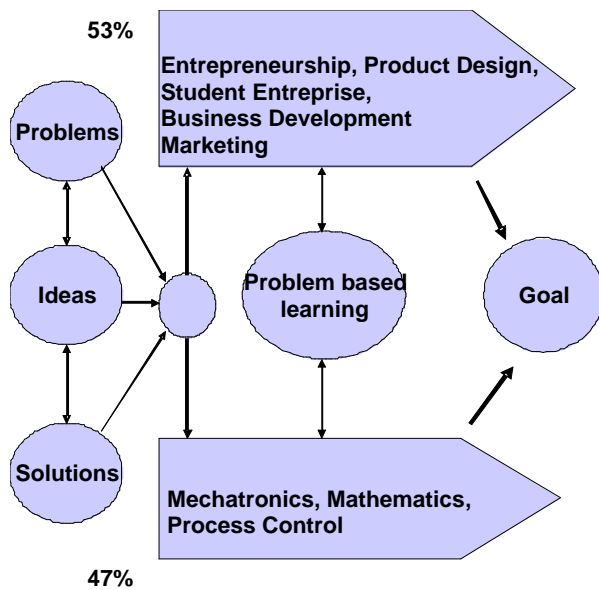 53%
Entrepreneurship, Product Design,
Student Entreprise,
Business Development
Marketing
Problems
Ideas
Problem based
learning
Goal
Solutions
Mechatronics, Mathematics,
Process Control
47%